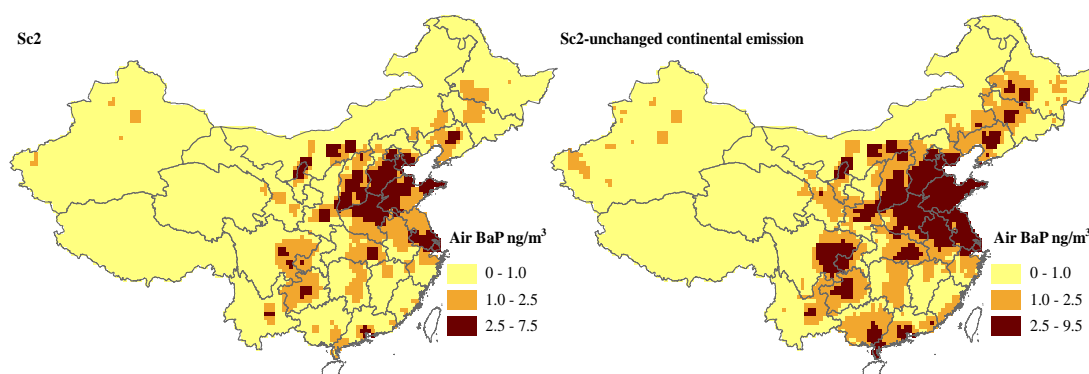 Sc2
Air BaP ng/m³
0 - 1.0
1.0 - 2.5
2.5 - 7.5
Sc2-unchanged continental emission
Air BaP ng/m³
0 - 1.0
1.0 - 2.5
2.5 - 9.5